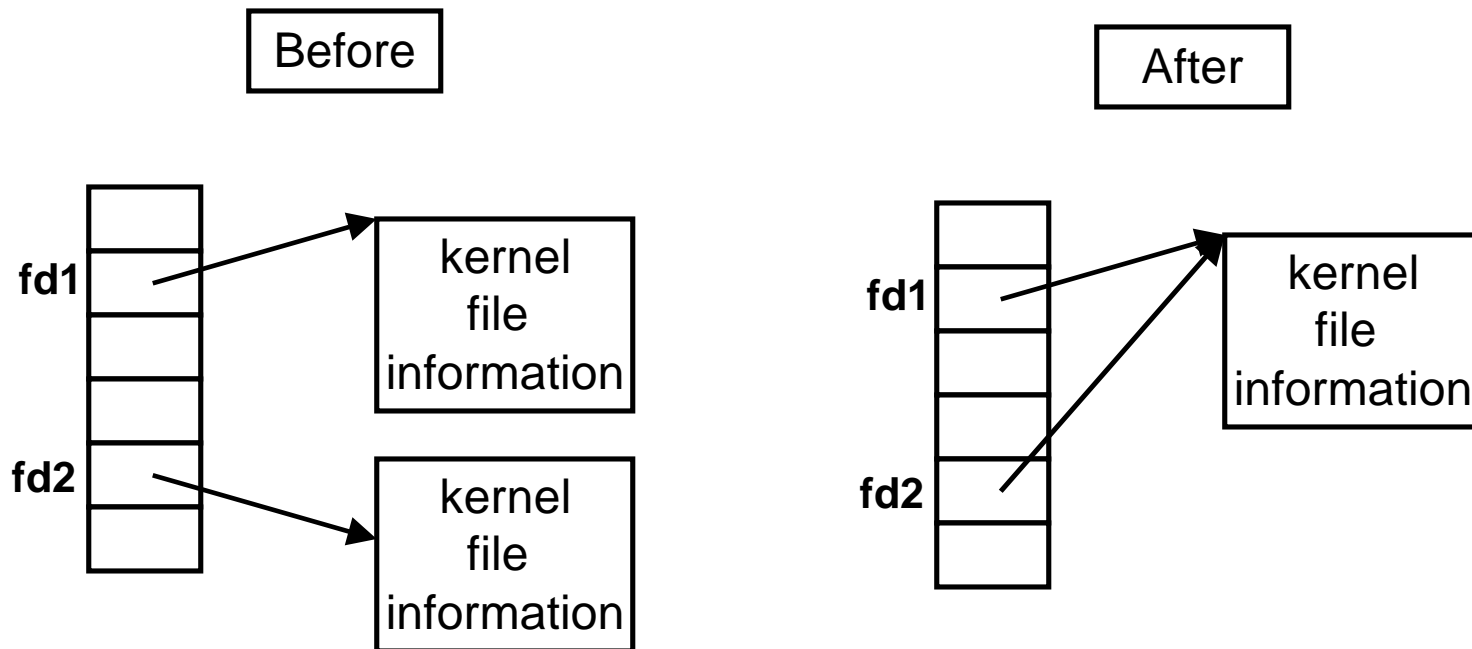 Before
fd1
kernel
file
information
fd2
kernel
file
information
After
fd1
kernel
file
information
fd2